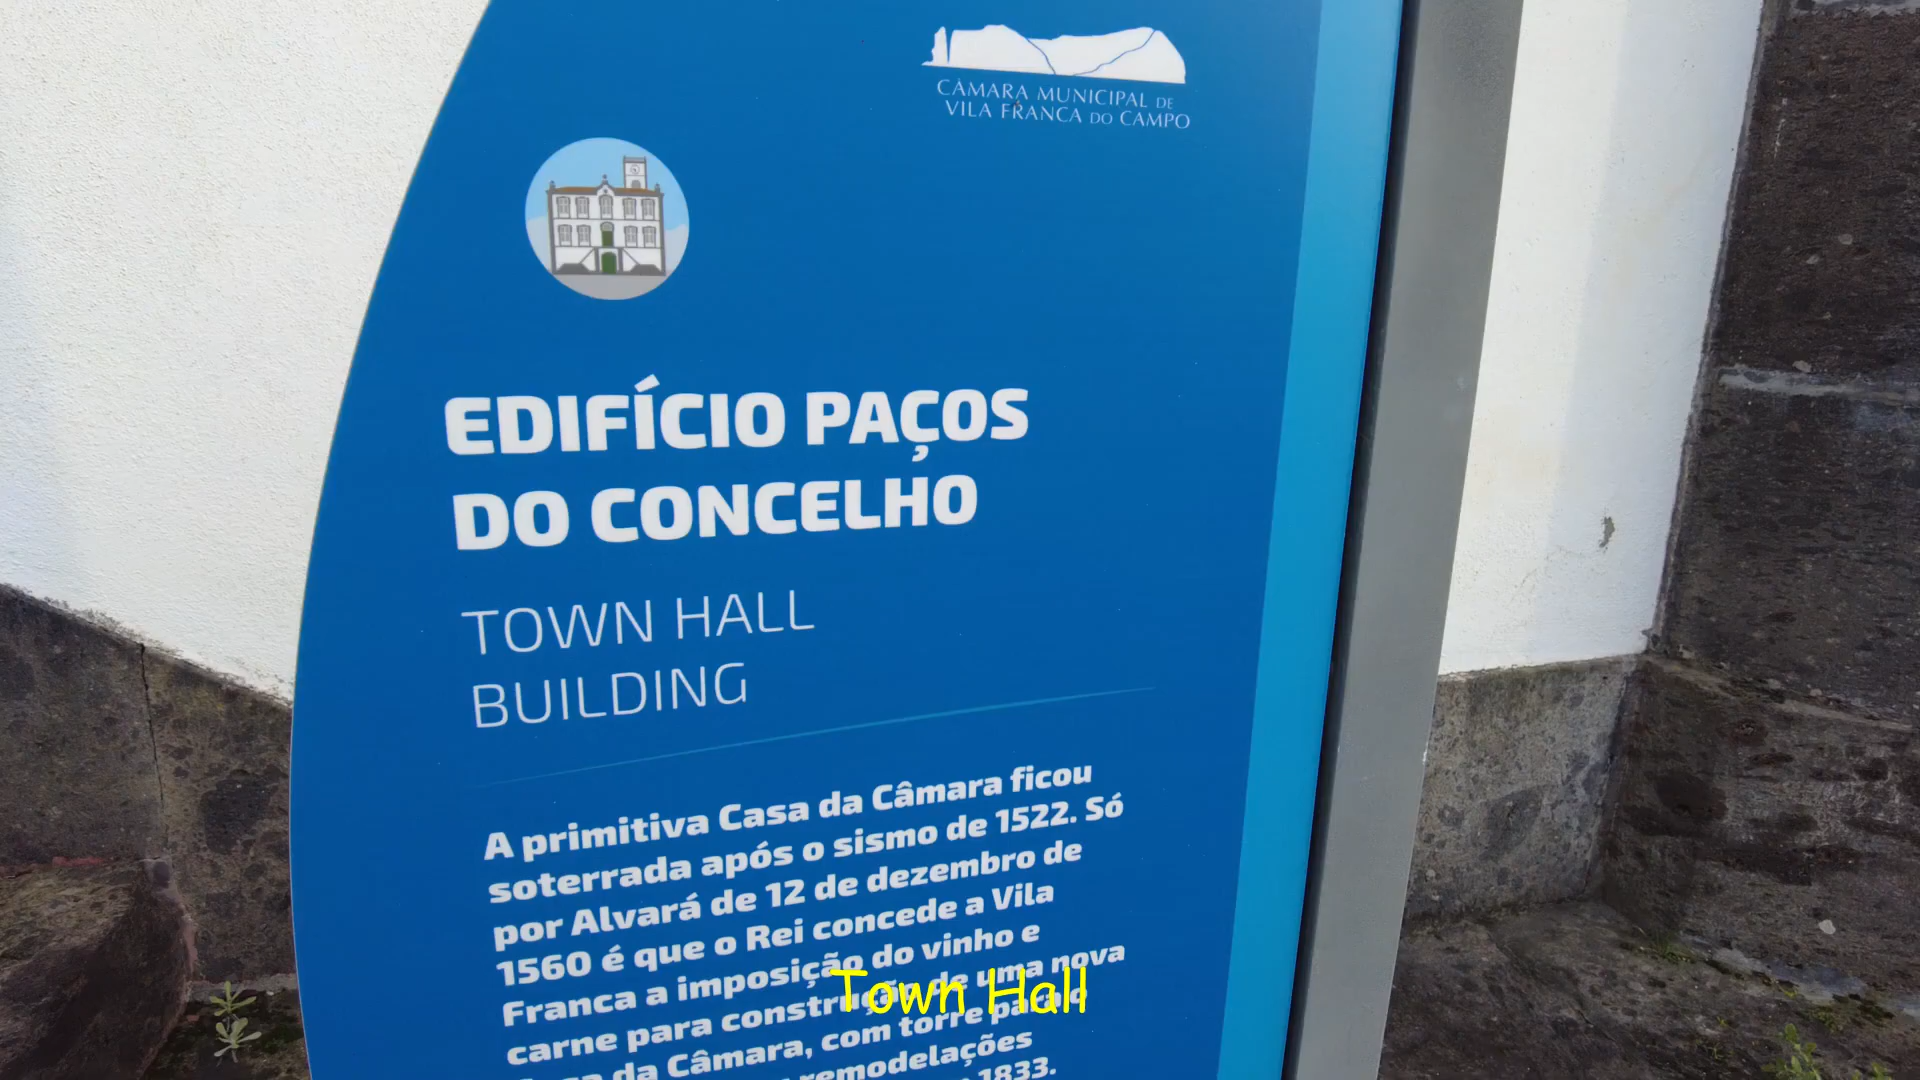 CÂMARA MUNICIPAL DE
VILA FRANCA DO CAMPO
EDIFÍCIO PAÇOS
DO CONCELHO
TOWN HALL
BUILDING
A primitiva Casa da Câmara ficou
soterrada após o sismo de 1522. Só
por Alvará de 12 de dezembro de
1560 é que o Rei concede a Vila
Franca a imposição do vinho e
carne para construção de uma nova
da Câmara, com torre para o
remodelações
1833.
Town Hall